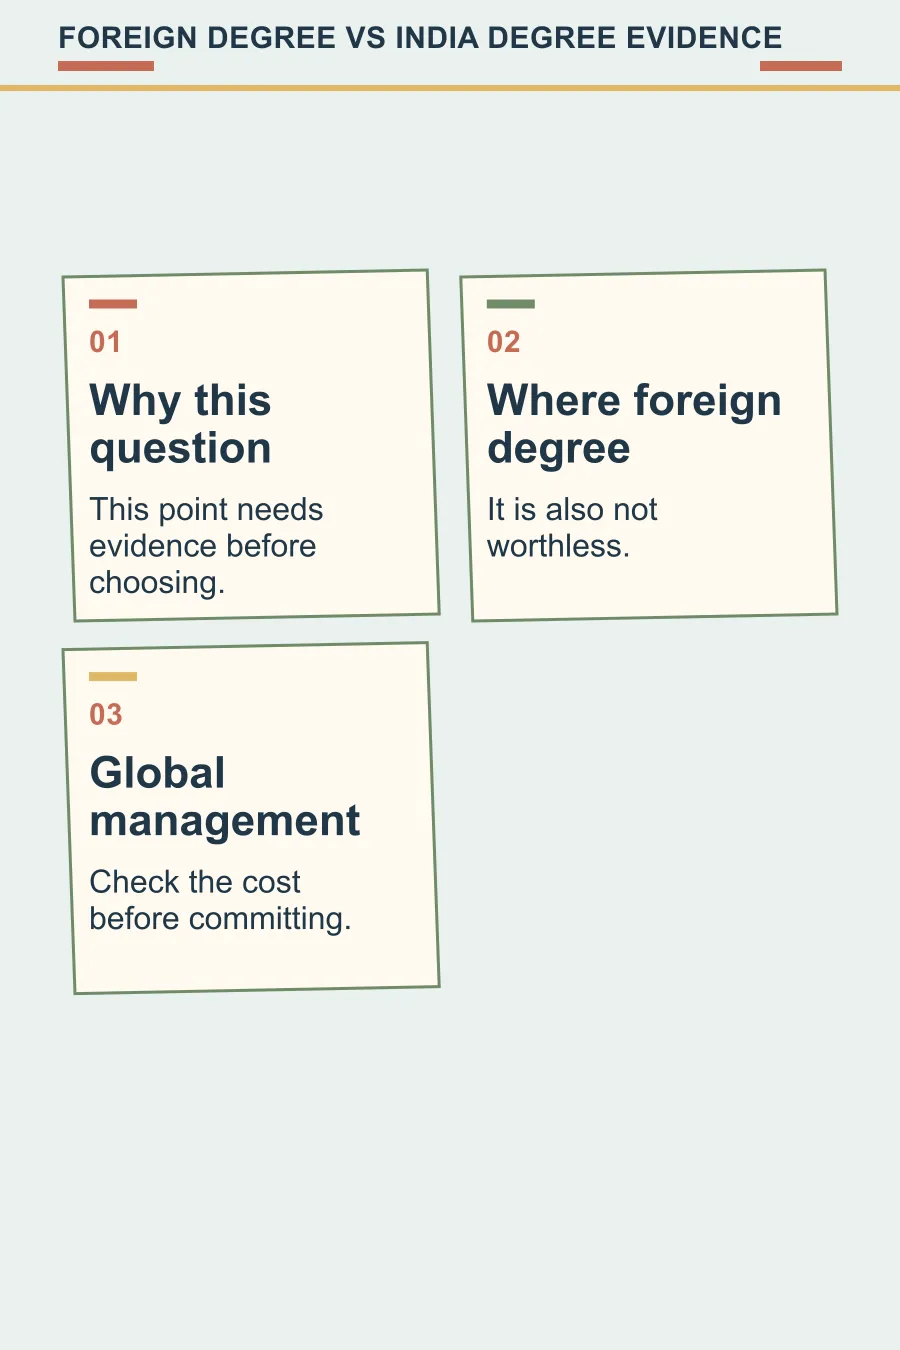 FOREIGN DEGREE VS INDIA DEGREE EVIDENCE
01
Why this
question
This point needs
evidence before
choosing.
02
Where foreign
degree
It is also not
worthless.
03
Global
management
Check the cost
before committing.